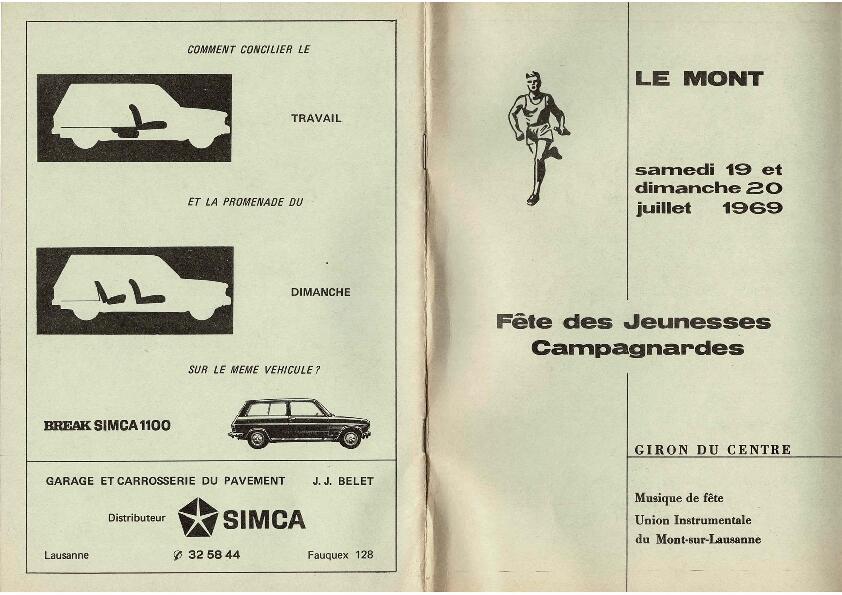 COMMENT CONCILIER LE
TRAVAIL
ET LA PROMENADE DU
DIMANCHE
SUR LE MEME VEHICULE?
BREAK SIMCA 1100
GARAGE ET CARROSSERIE DU PAVEMENT J. J. BELET
Distributeur SIMCA
Lausanne ✆ 32 58 44 Fauquex 128
LE MONT
samedi 19 et
dimanche 20
juillet 1969
Fête des Jeunesses
Campagnardes
GIRON DU CENTRE
Musique de fête
Union Instrumentale
du Mont-sur-Lausanne